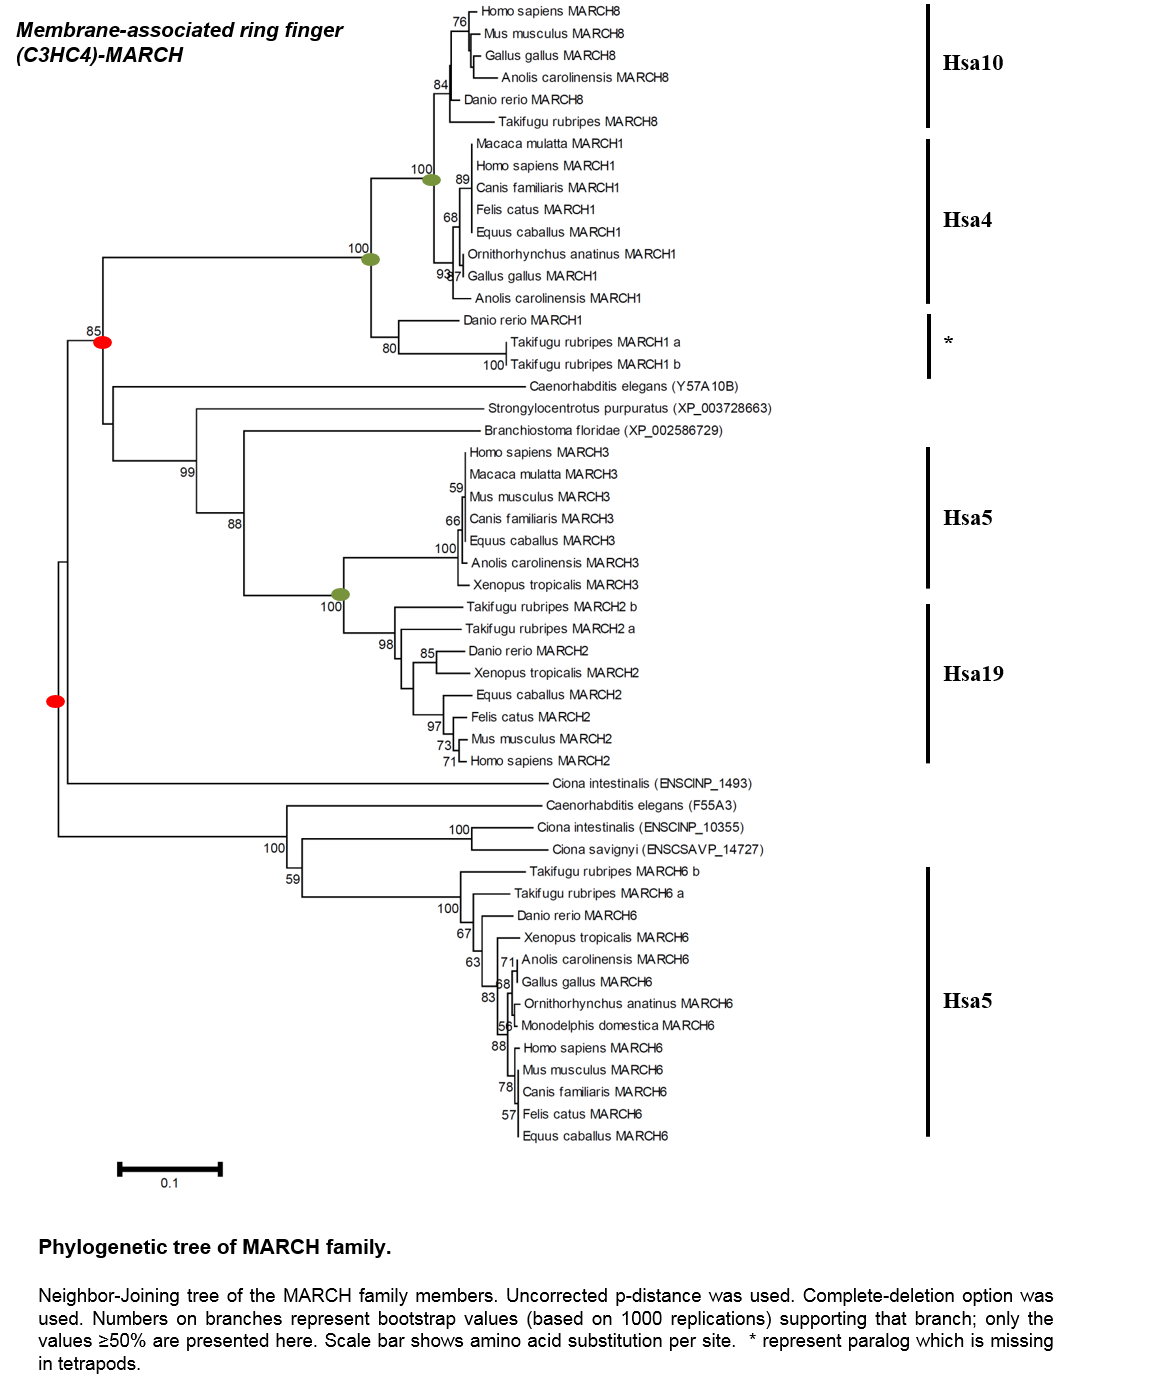 Membrane-associated ring finger
(C3HC4)-MARCH
Homo sapiens MARCH8
76
Mus musculus MARCH8
Gallus gallus MARCH8
Hsa10
Anolis carolinensis MARCH8
84
Danio rerio MARCH8
Takifugu rubripes MARCH8
Macaca mulatta MARCH1
100
Homo sapiens MARCH1
89
Canis familiaris MARCH1
Felis catus MARCH1
68
Hsa4
Equus caballus MARCH1
100
Ornithorhynchus anatinus MARCH1
93
87
Gallus gallus MARCH1
Anolis carolinensis MARCH1
Danio rerio MARCH1
85
Takifugu rubripes MARCH1 a
*
80
100
Takifugu rubripes MARCH1 b
Caenorhabditis elegans (Y57A10B)
Strongylocentrotus purpuratus (XP_003728663)
Branchiostoma floridae (XP_002586729)
Homo sapiens MARCH3
99
Macaca mulatta MARCH3
59
Mus musculus MARCH3
88
66
Canis familiaris MARCH3
Hsa5
Equus caballus MARCH3
100
Anolis carolinensis MARCH3
Xenopus tropicalis MARCH3
100
Takifugu rubripes MARCH2 b
Takifugu rubripes MARCH2 a
98
85
Danio rerio MARCH2
Xenopus tropicalis MARCH2
Hsa19
Equus caballus MARCH2
Felis catus MARCH2
97
Mus musculus MARCH2
73
71
Homo sapiens MARCH2
Ciona intestinalis (ENSCINP_1493)
Caenorhabditis elegans (F55A3)
100
Ciona intestinalis (ENSCINP_10355)
100
Ciona savignyi (ENSCSAVP_14727)
59
Takifugu rubripes MARCH6 b
Takifugu rubripes MARCH6 a
100
Danio rerio MARCH6
67
Xenopus tropicalis MARCH6
63
71
Anolis carolinensis MARCH6
68
Gallus gallus MARCH6
83
Ornithorhynchus anatinus MARCH6
Hsa5
56
Monodelphis domestica MARCH6
88
Homo sapiens MARCH6
Mus musculus MARCH6
78
Canis familiaris MARCH6
57
Felis catus MARCH6
Equus caballus MARCH6
0.1
Phylogenetic tree of MARCH family.
Neighbor-Joining tree of the MARCH family members. Uncorrected p-distance was used. Complete-deletion option was
used. Numbers on branches represent bootstrap values (based on 1000 replications) supporting that branch; only the
values ≥50% are presented here. Scale bar shows amino acid substitution per site. * represent paralog which is missing
in tetrapods.